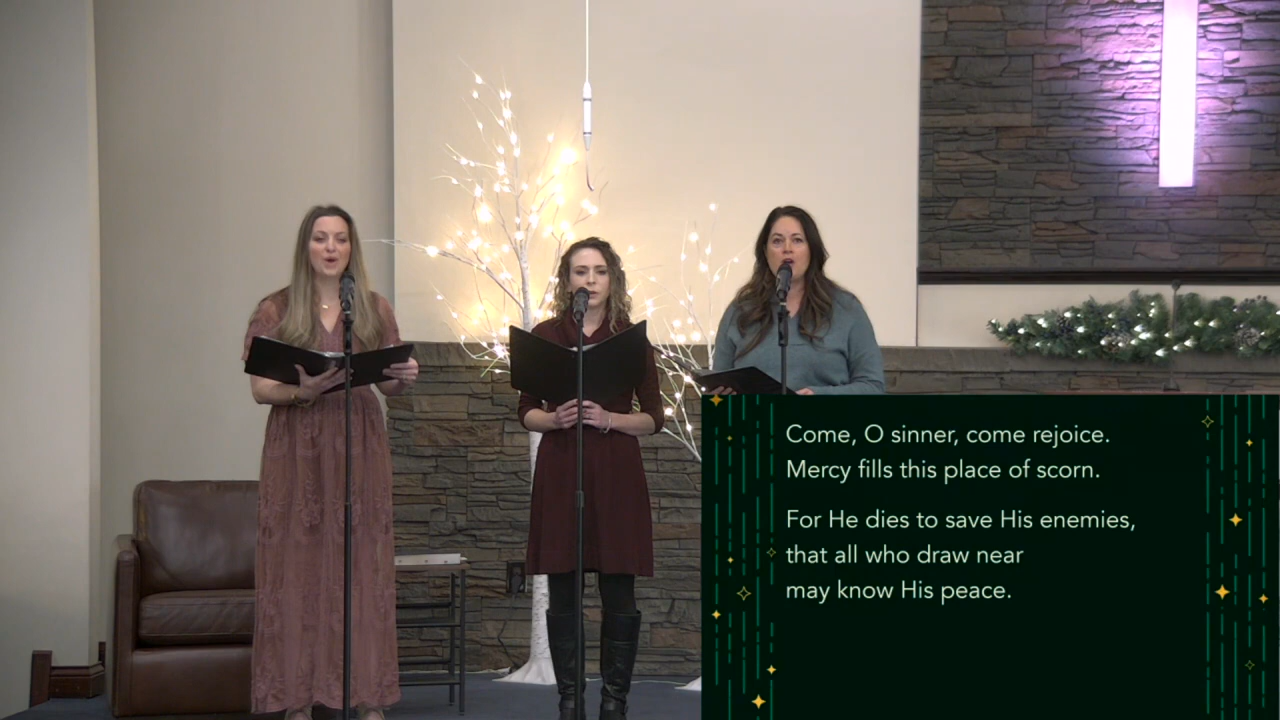 Come, O sinner, come rejoice.
Mercy fills this place of scorn.
For He dies to save His enemies,
that all who draw near
may know His peace.